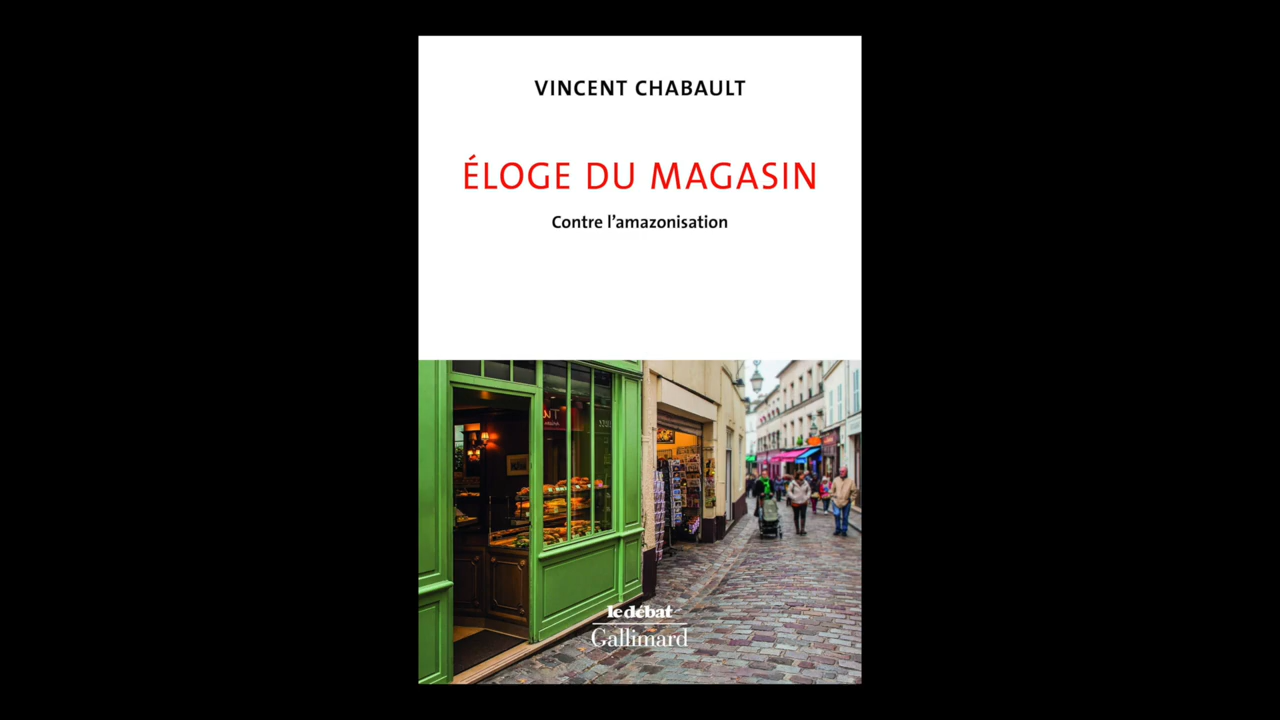 VINCENT CHABAULT
ÉLOGE DU MAGASIN
Contre l'amazonisation
le débat
Gallimard